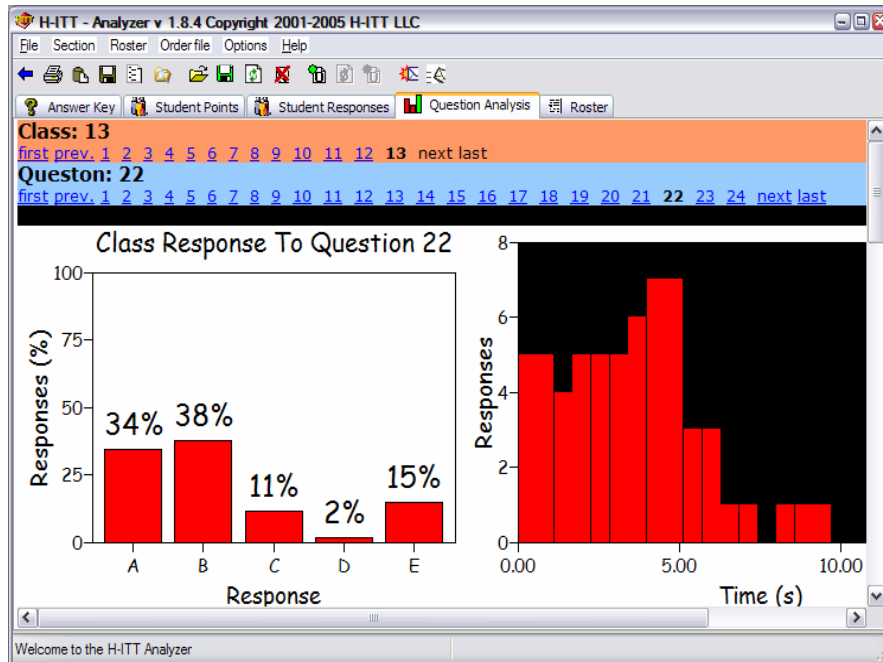 H-ITT - Analyzer v 1.8.4 Copyright 2001-2005 H-ITT LLC
File Section Roster Order file Options Help
Answer Key Student Points Student Responses Question Analysis Roster
Class: 13
first prev. 1 2 3 4 5 6 7 8 9 10 11 12 13 next last
Queston: 22
first prev. 1 2 3 4 5 6 7 8 9 10 11 12 13 14 15 16 17 18 19 20 21 22 23 24 next last
Class Response To Question 22
Responses (%)
100
75
50
25
0
34%
38%
11%
2%
15%
A B C D E
Response
Responses
8
6
4
2
0
0.00 5.00 10.00
Time (s)
Welcome to the H-ITT Analyzer